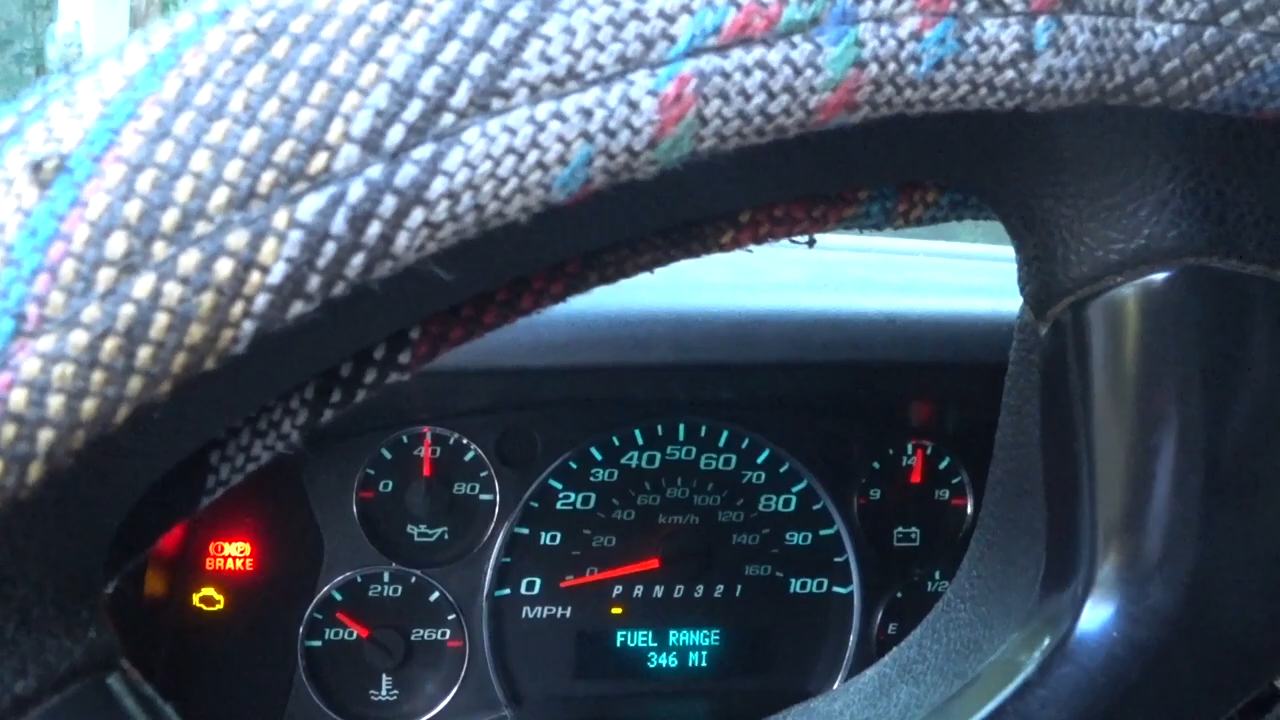 40
0 80
210
100 260
BRAKE
0 10 20 30 40 50 60 70 80 90 100
20 40 60 80 100 120 140 160
km/h
P R N D 3 2 1
MPH
FUEL RANGE
346 MI
14
9 19
1/2
E